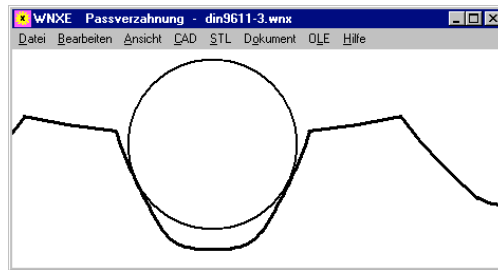 WNXE Passverzahnung - din9611-3.wnx
Datei Bearbeiten Ansicht CAD STL Dokument OLE Hilfe